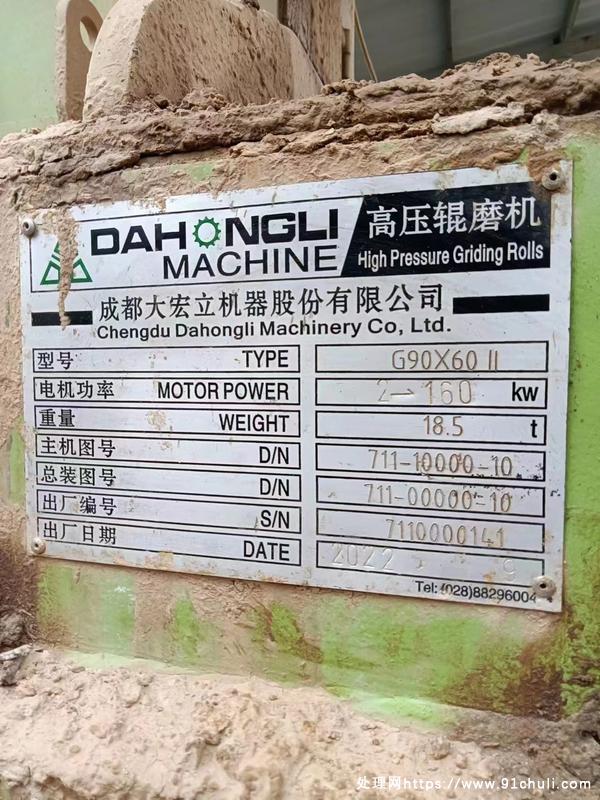 DAHONGLI
MACHINE
高压辊磨机
High Pressure Griding Rolls
成都大宏立机器股份有限公司
Chengdu Dahongli Machinery Co, Ltd.
型号 TYPE G90X60 II
电机功率 MOTOR POWER 2-160 kw
重量 WEIGHT 18.5 t
主机图号 D/N 711-10000-10
总装图号 D/N 711-00000-10
出厂编号 S/N 7110000141
出厂日期 DATE 2022 9
Tel: (028)88296004
处理网https://www.91chuli.com/